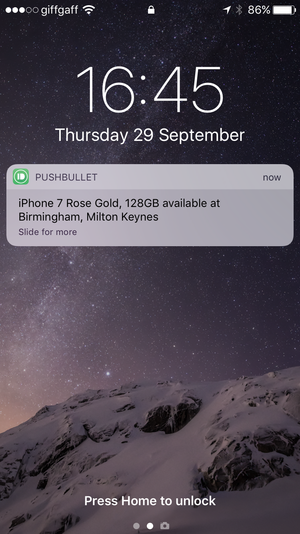 giffgaff 86%
16:45
Thursday 29 September
PUSHBULLET now
iPhone 7 Rose Gold, 128GB available at
Birmingham, Milton Keynes
Slide for more
Press Home to unlock